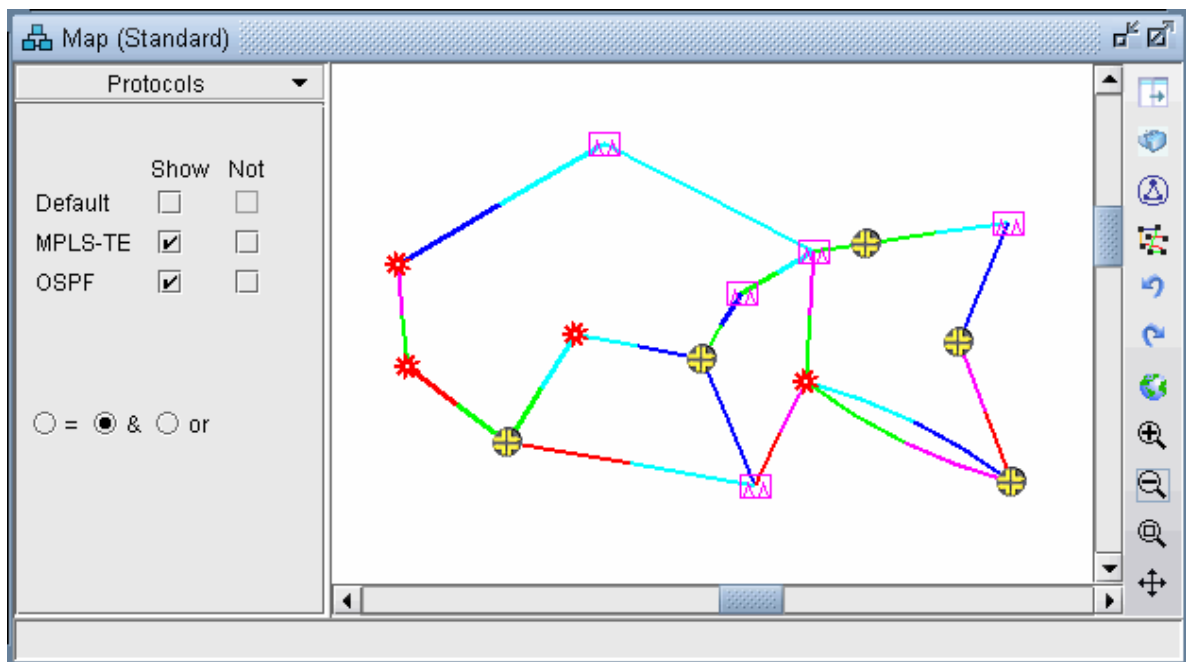 Map (Standard)
Protocols
Show Not
Default
MPLS-TE
OSPF
= & or